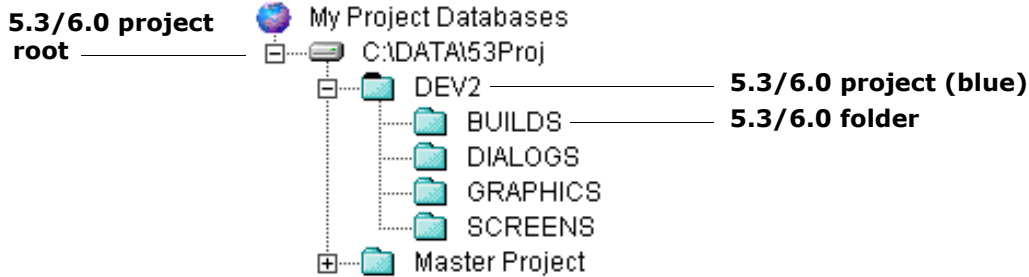 5.3/6.0 project
root
My Project Databases
C:\DATA\53Proj
DEV2
5.3/6.0 project (blue)
BUILDS
5.3/6.0 folder
DIALOGS
GRAPHICS
SCREENS
Master Project